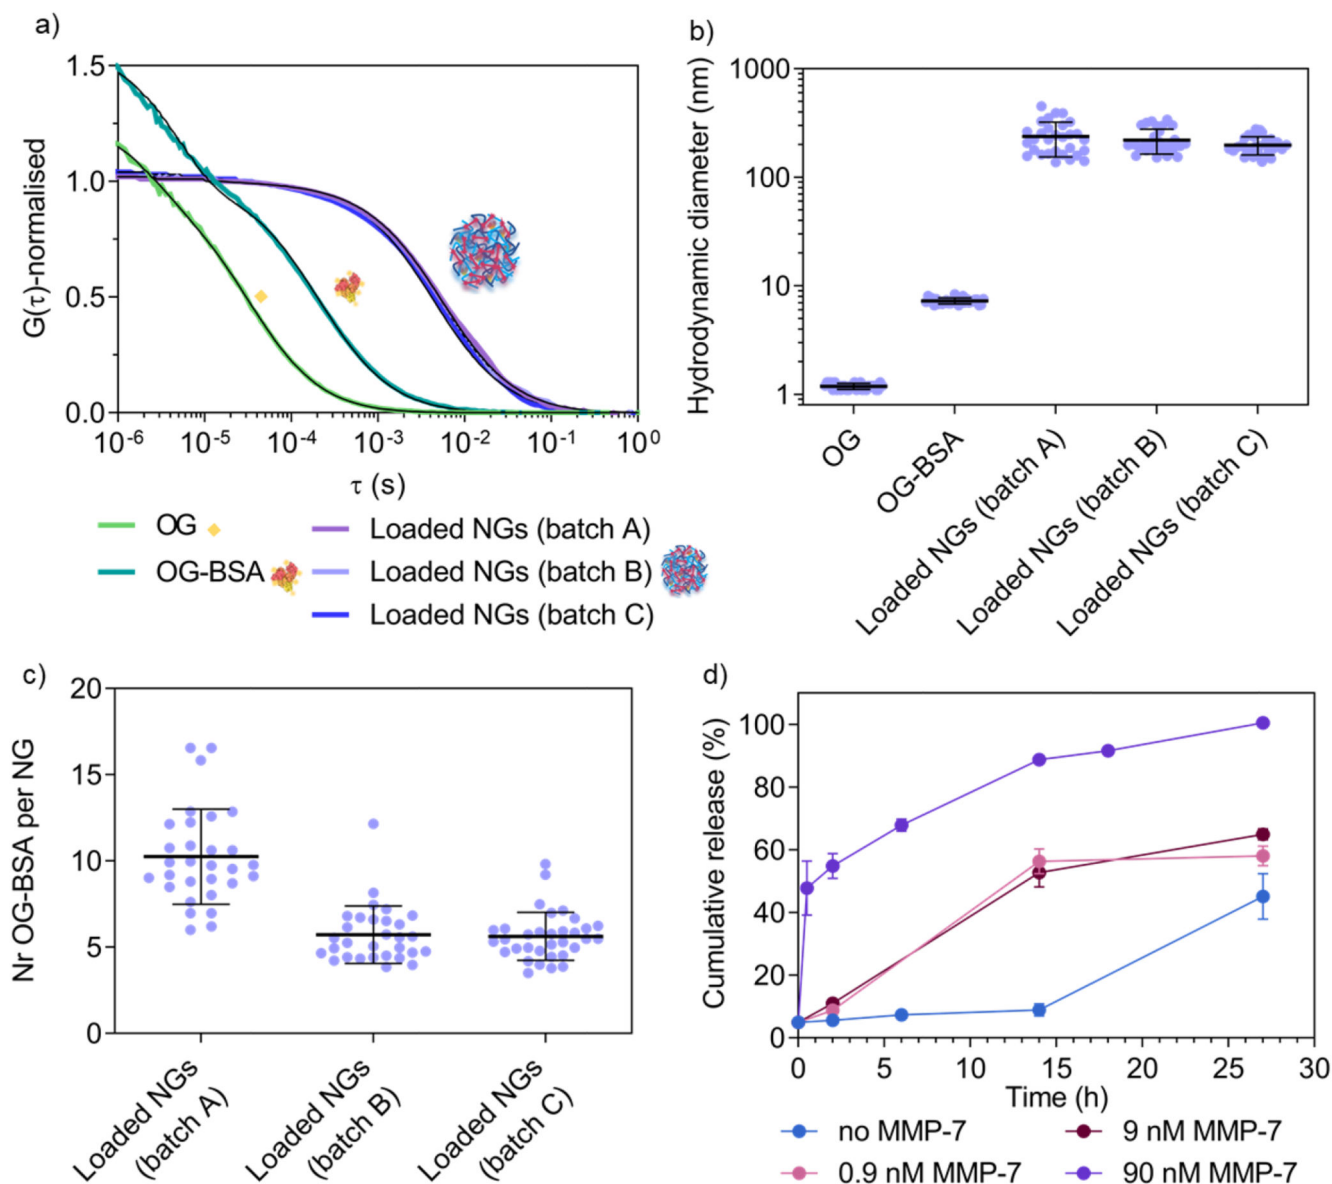 a)
G(τ)-normalised
1.5
1.0
0.5
0.0
10-6
10-5
10-4
10-3
10-2
10-1
100
τ (s)
OG
OG-BSA
Loaded NGs (batch A)
Loaded NGs (batch B)
Loaded NGs (batch C)
b)
Hydrodynamic diameter (nm)
1000
100
10
1
OG
OG-BSA
Loaded NGs (batch A)
Loaded NGs (batch B)
Loaded NGs (batch C)
c)
Nr OG-BSA per NG
20
15
10
5
0
Loaded NGs
(batch A)
Loaded NGs
(batch B)
Loaded NGs
(batch C)
d)
Cumulative release (%)
100
80
60
40
20
0
0
5
10
15
20
25
30
Time (h)
no MMP-7
9 nM MMP-7
0.9 nM MMP-7
90 nM MMP-7